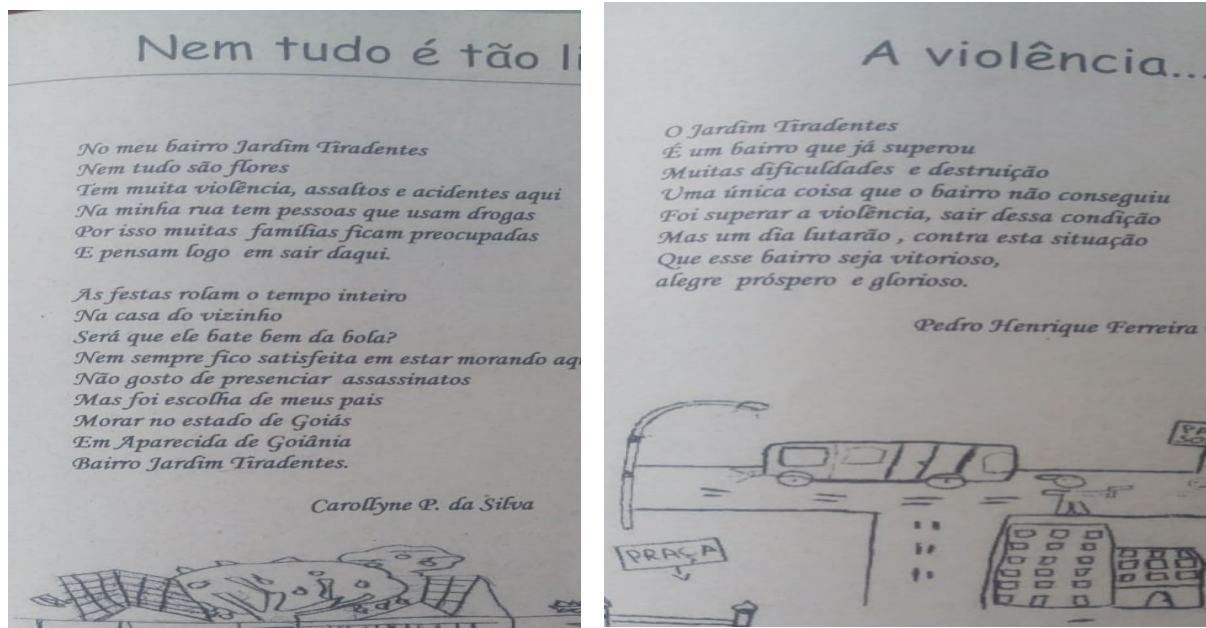 Nem tudo é tão
No meu bairro Jardim Tiradentes
Nem tudo são flores
Tem muita violência, assaltos e acidentes aqui
Na minha rua tem pessoas que usam drogas
Por isso muitas famílias ficam preocupadas
E pensam logo em sair daqui.
As festas rolam o tempo inteiro
Na casa do vizinho
Será que ele bate bem da bola?
Nem sempre fico satisfeita em estar morando
Não gosto de presenciar assassinatos
Mas foi escolha de meus pais
Morar no estado de Goiás
Em Aparecida de Goiânia
Bairro Jardim Tiradentes.
Carollyne P. da Silva
A violência...
O Jardim Tiradentes
É um bairro que já superou
Muitas dificuldades e destruição
Uma única coisa que o bairro não conseguiu
Foi superar a violência, sair dessa condição
Mas um dia lutarão , contra esta situação
Que esse bairro seja vitorioso,
alegre próspero e glorioso.
Pedro Henrique Ferreira
PRAÇA